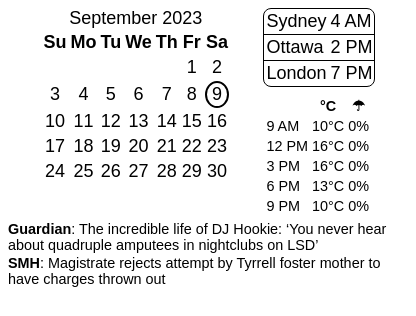 September 2023
Su Mo Tu We Th Fr Sa
1 2
3 4 5 6 7 8 9
10 11 12 13 14 15 16
17 18 19 20 21 22 23
24 25 26 27 28 29 30
Sydney 4 AM
Ottawa 2 PM
London 7 PM
°C ☂
9 AM 10°C 0%
12 PM 16°C 0%
3 PM 16°C 0%
6 PM 13°C 0%
9 PM 10°C 0%
Guardian: The incredible life of DJ Hookie: ‘You never hear
about quadruple amputees in nightclubs on LSD’
SMH: Magistrate rejects attempt by Tyrrell foster mother to
have charges thrown out